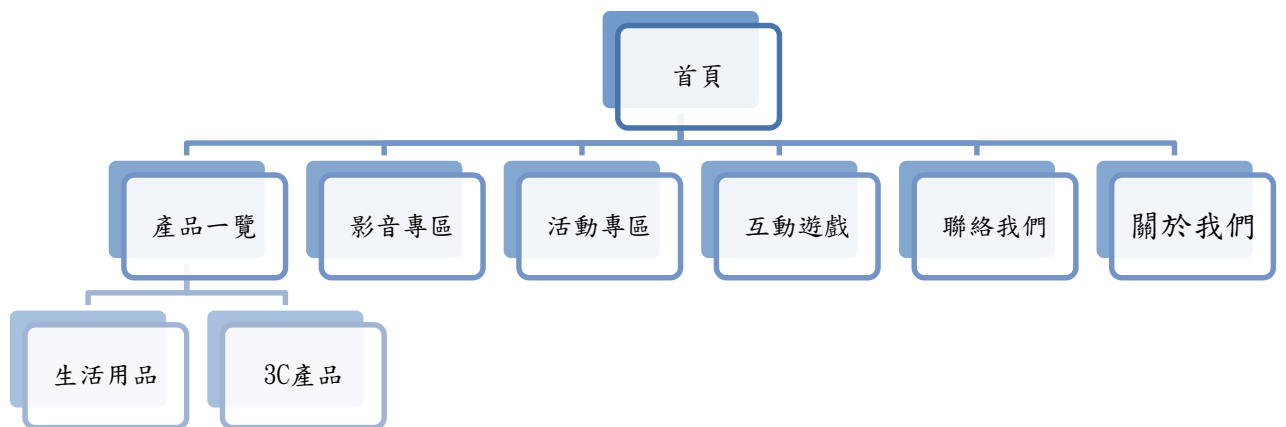 首頁
產品一覽
影音專區
活動專區
互動遊戲
聯絡我們
關於我們
生活用品
3C產品